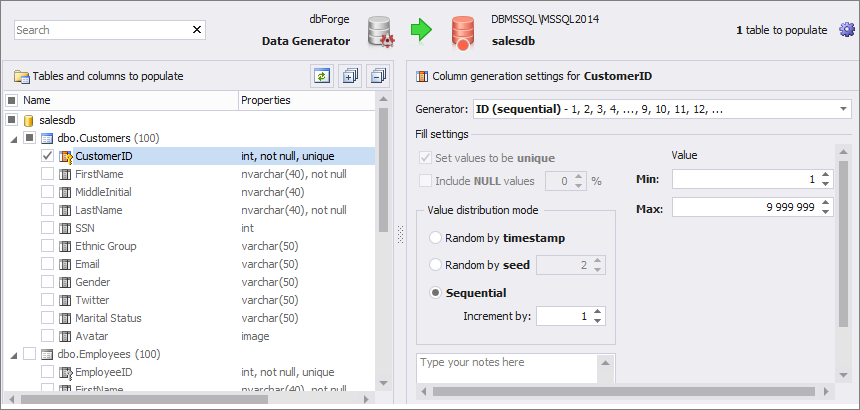 Search
dbForge
Data Generator
DBMSSQL\MSSQL2014
salesdb
1 table to populate
Tables and columns to populate
Name Properties
salesdb
dbo.Customers (100)
CustomerID int, not null, unique
FirstName nvarchar(40), not null
MiddleInitial nvarchar(40)
LastName nvarchar(40), not null
SSN int
Ethnic Group varchar(50)
Email varchar(50)
Gender varchar(50)
Twitter varchar(50)
Marital Status varchar(50)
Avatar image
dbo.Employees (100)
EmployeeID int, not null, unique
FirstName nvarchar(40), not null
Column generation settings for CustomerID
Generator: ID (sequential) - 1, 2, 3, 4, ..., 9, 10, 11, 12, ...
Fill settings
Set values to be unique
Include NULL values 0 %
Value distribution mode
Random by timestamp
Random by seed 2
Sequential
Increment by: 1
Type your notes here
Value
Min: 1
Max: 9 999 999